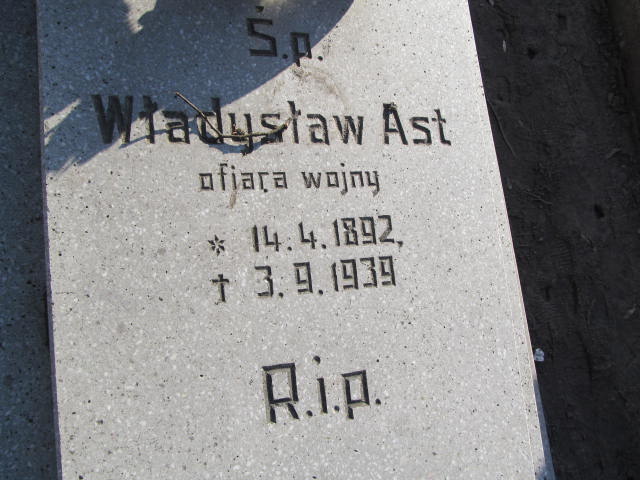 Ś.p.
Władysław Ast
ofiara wojny
* 14.4.1892,
† 3.9.1939
R.i.p.